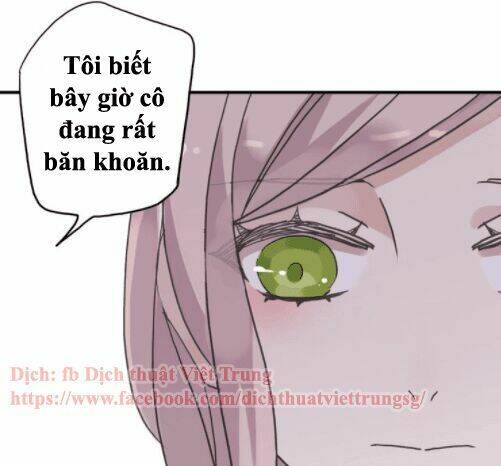 Tôi biết
bây giờ cô
đang rất
băn khoăn.
Dịch: fb Dịch thuật Việt Trung
https://www.facebook.com/dichthuatviettrungsg/